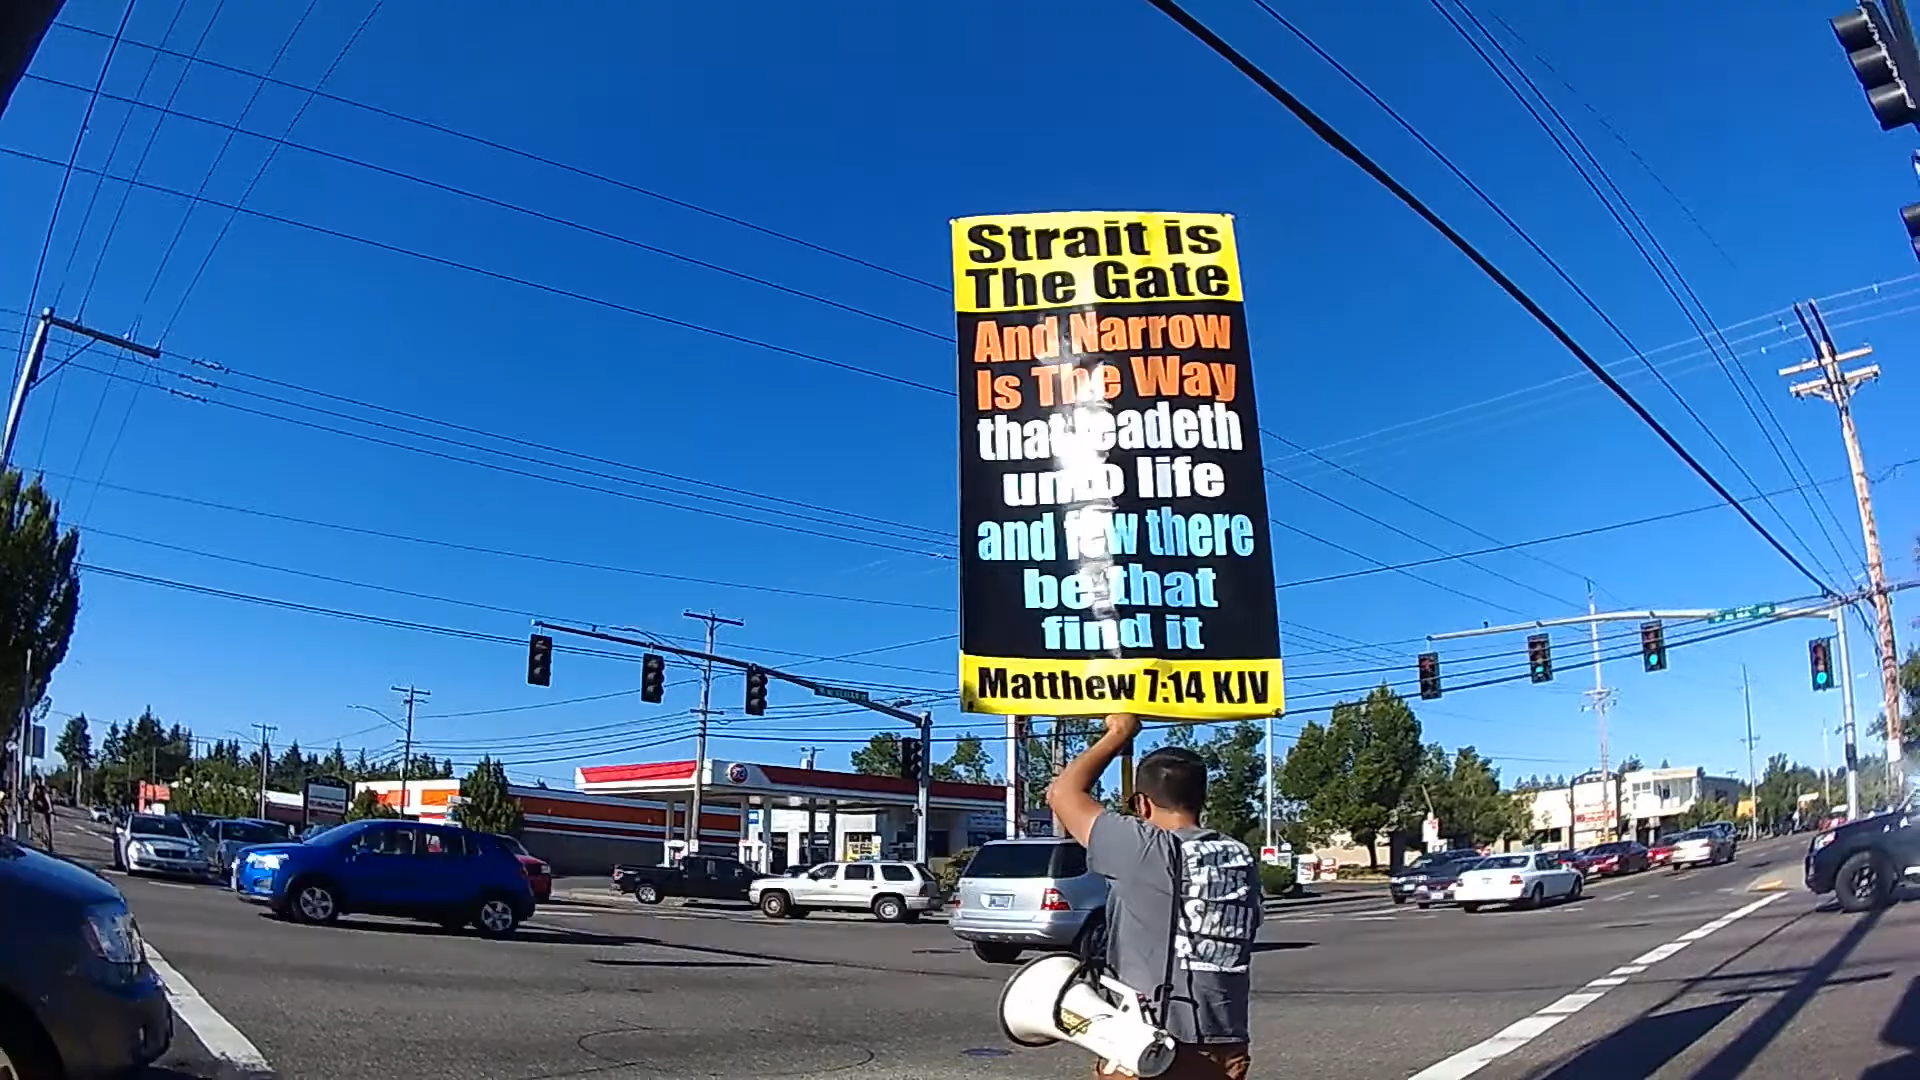 Strait is
The Gate
And Narrow
Is The Way
that leadeth
unto life
and few there
be that
find it
Matthew 7:14 KJV
76